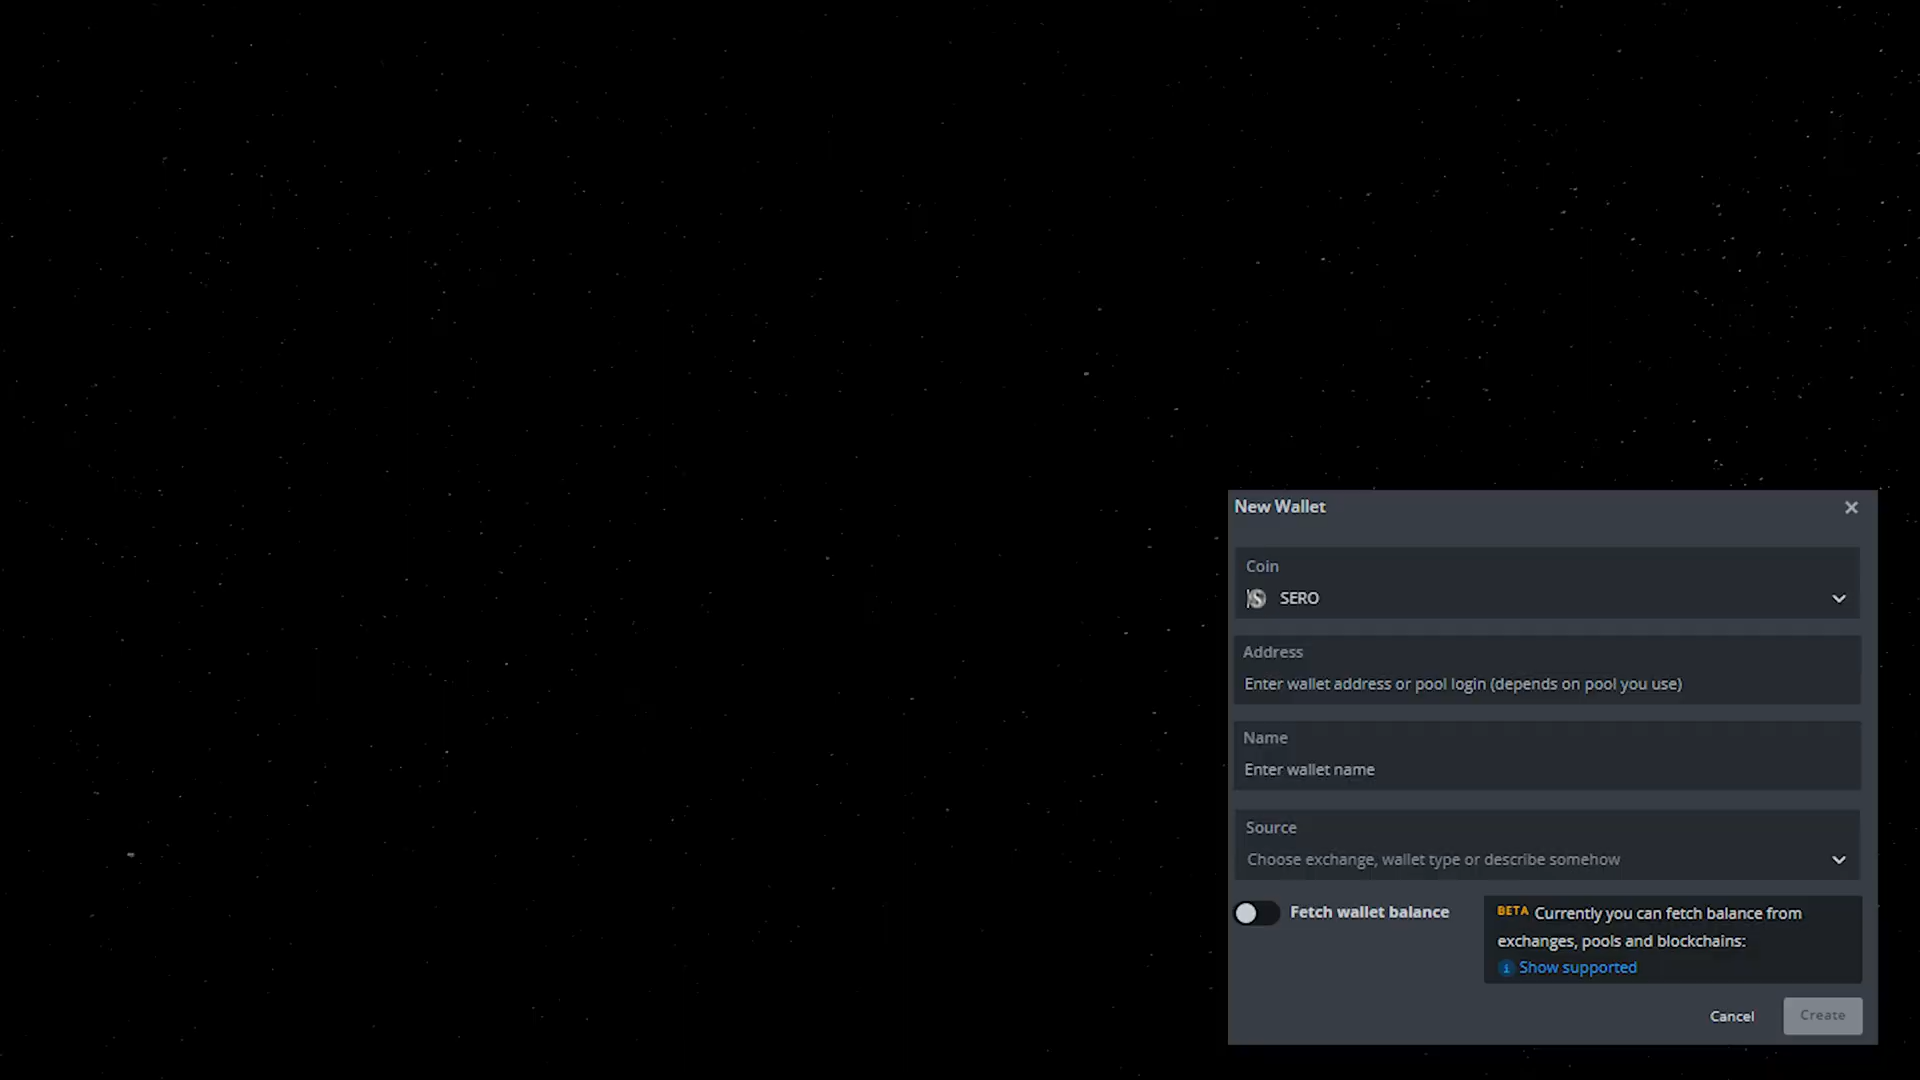 New Wallet
Coin
SERO
Address
Enter wallet address or pool login (depends on pool you use)
Name
Enter wallet name
Source
Choose exchange, wallet type or describe somehow
Fetch wallet balance
BETA Currently you can fetch balance from
exchanges, pools and blockchains:
Show supported
Cancel
Create